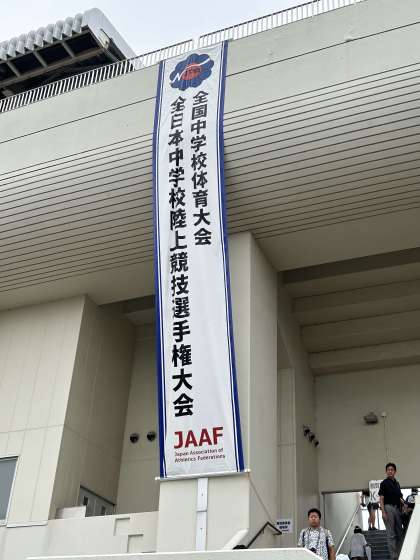 全国中学校体育大会
全日本中学校陸上競技選手権大会
JAAF
Japan Association of
Athletics Federations